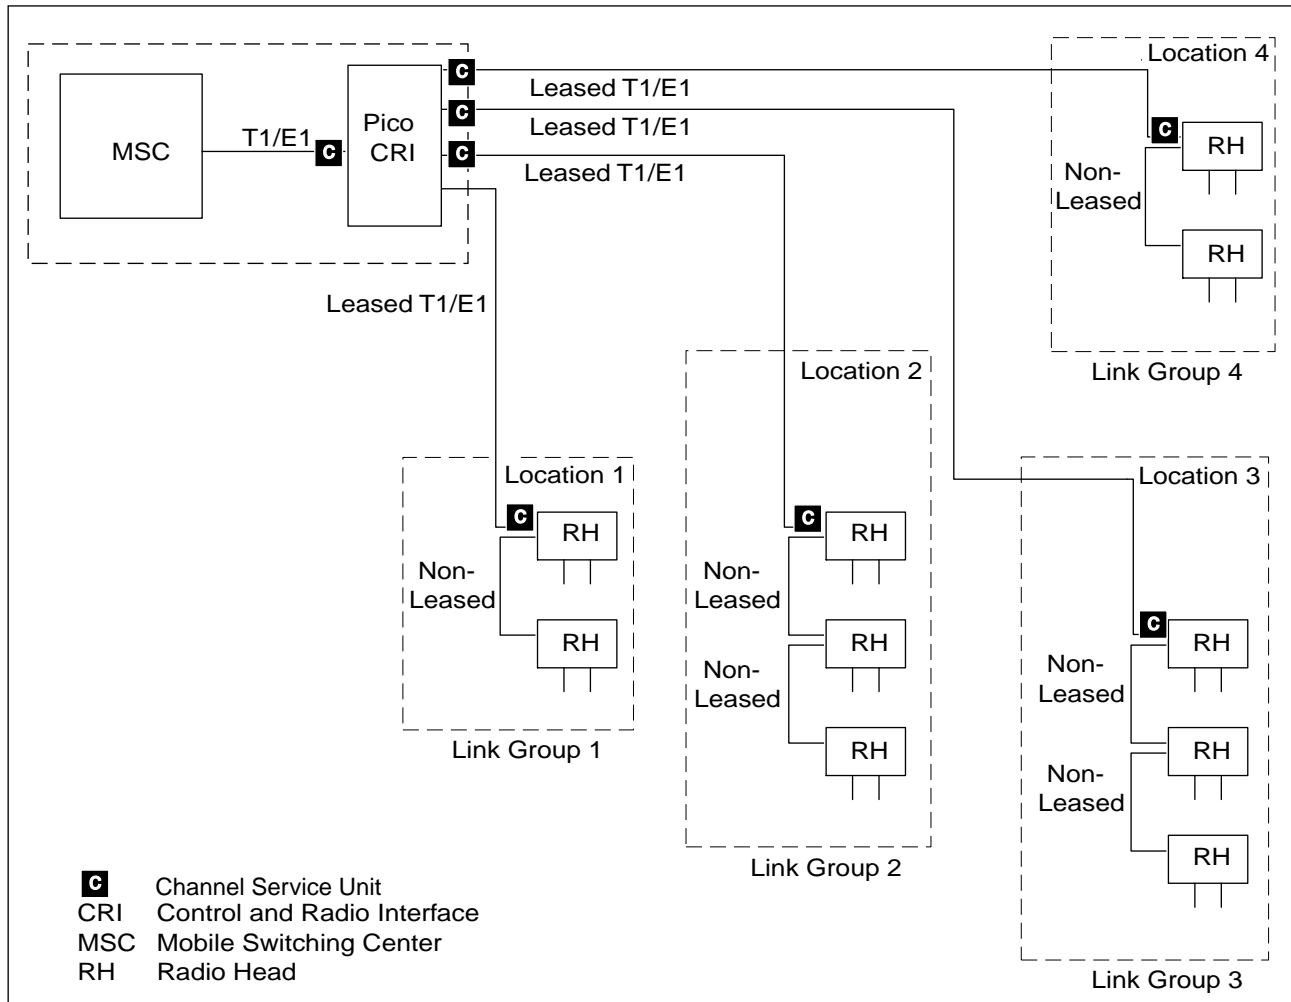 MSC
T1/E1
C
Pico
CRI
C
Leased T1/E1
C
Leased T1/E1
C
Leased T1/E1
Leased T1/E1
Location 4
C
RH
Non-
Leased
RH
Link Group 4
Location 1
C
RH
Non-
Leased
RH
Link Group 1
Location 2
C
RH
Non-
Leased
RH
Non-
Leased
RH
Link Group 2
Location 3
C
RH
Non-
Leased
RH
Non-
Leased
RH
Link Group 3
C Channel Service Unit
CRI Control and Radio Interface
MSC Mobile Switching Center
RH Radio Head